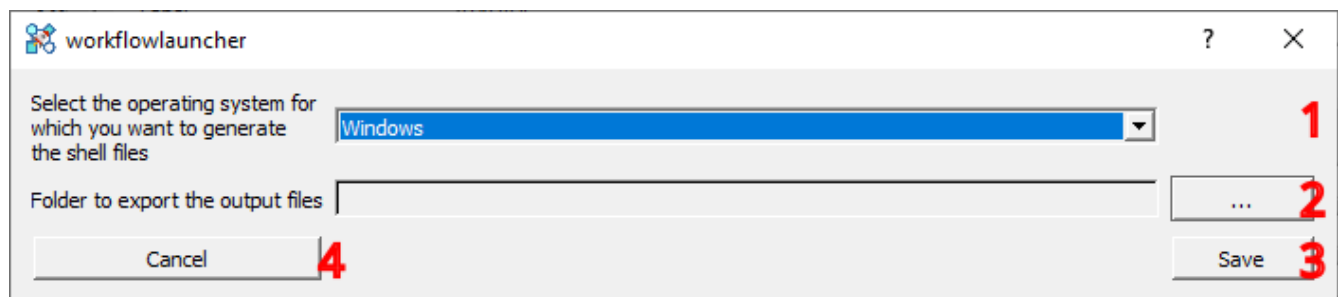 workflowlauncher ?
Select the operating system for
which you want to generate
the shell files
Windows
1
Folder to export the output files
... 2
Cancel 4
Save 3